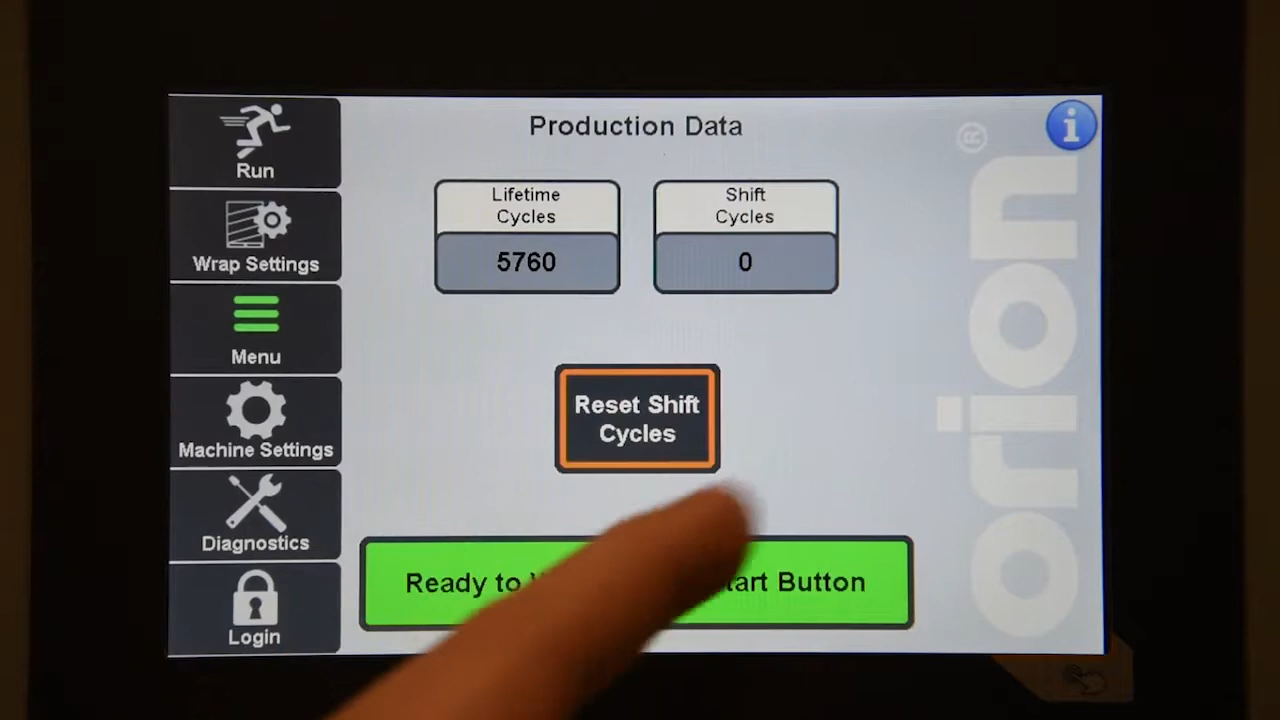 Run
Wrap Settings
Menu
Machine Settings
Diagnostics
Login
Production Data
i
Lifetime
Cycles
5760
Shift
Cycles
0
Reset Shift
Cycles
Ready to Button
orion®